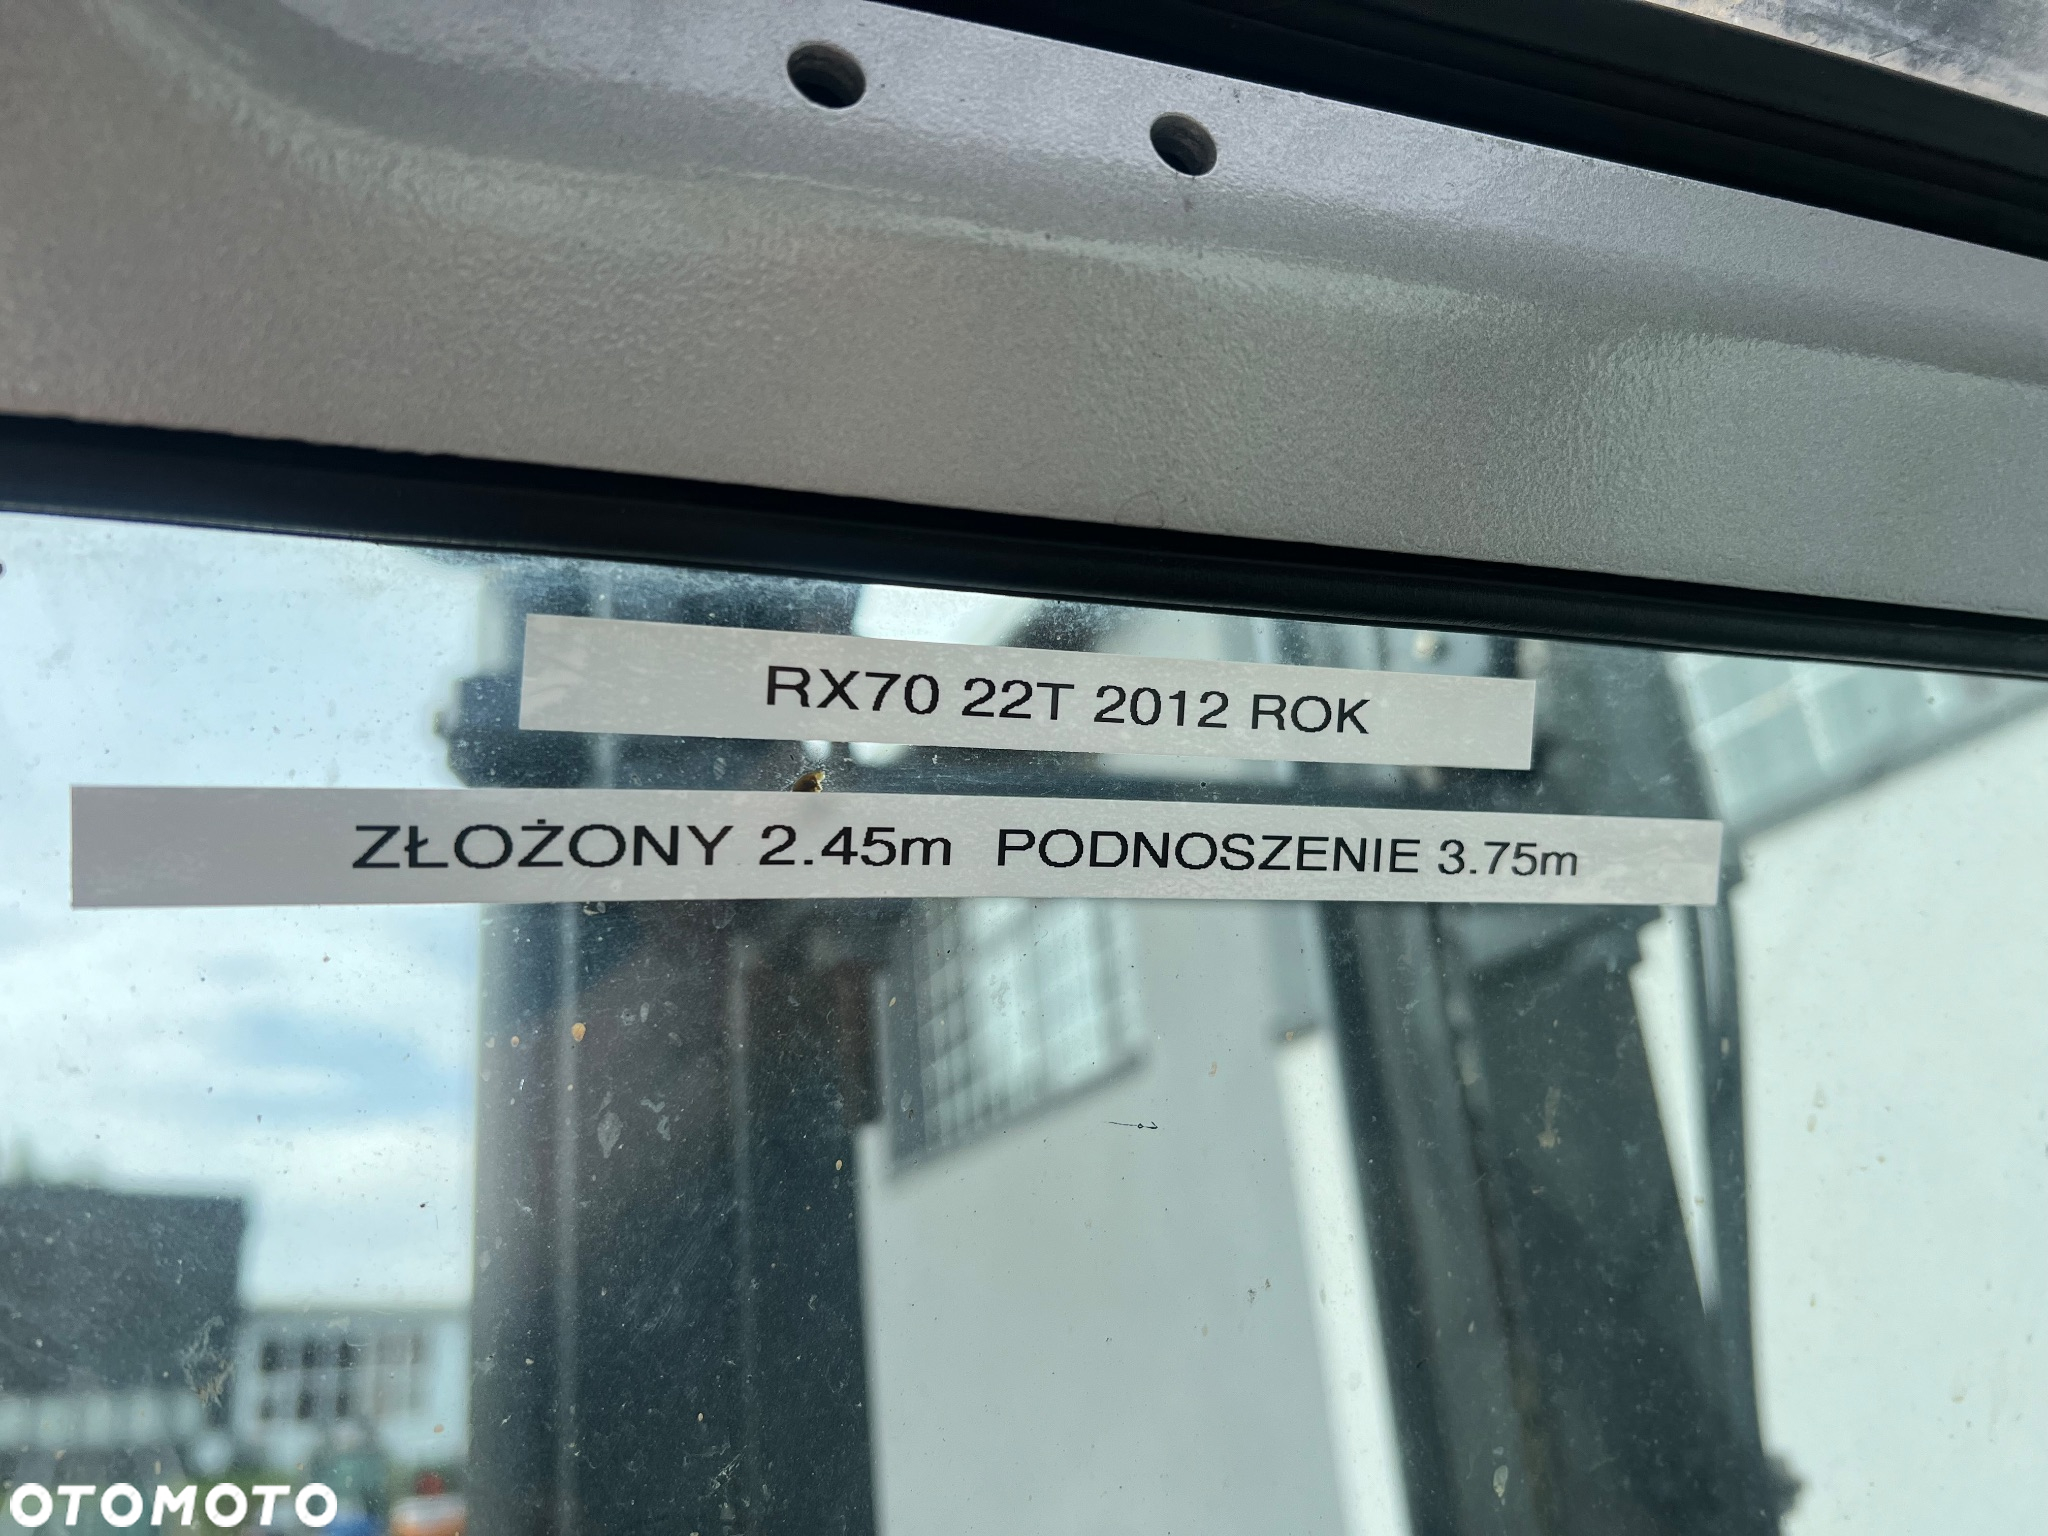 RX70 22T 2012 ROK
ZŁOŻONY 2.45m PODNOSZENIE 3.75m
OTOMOTO